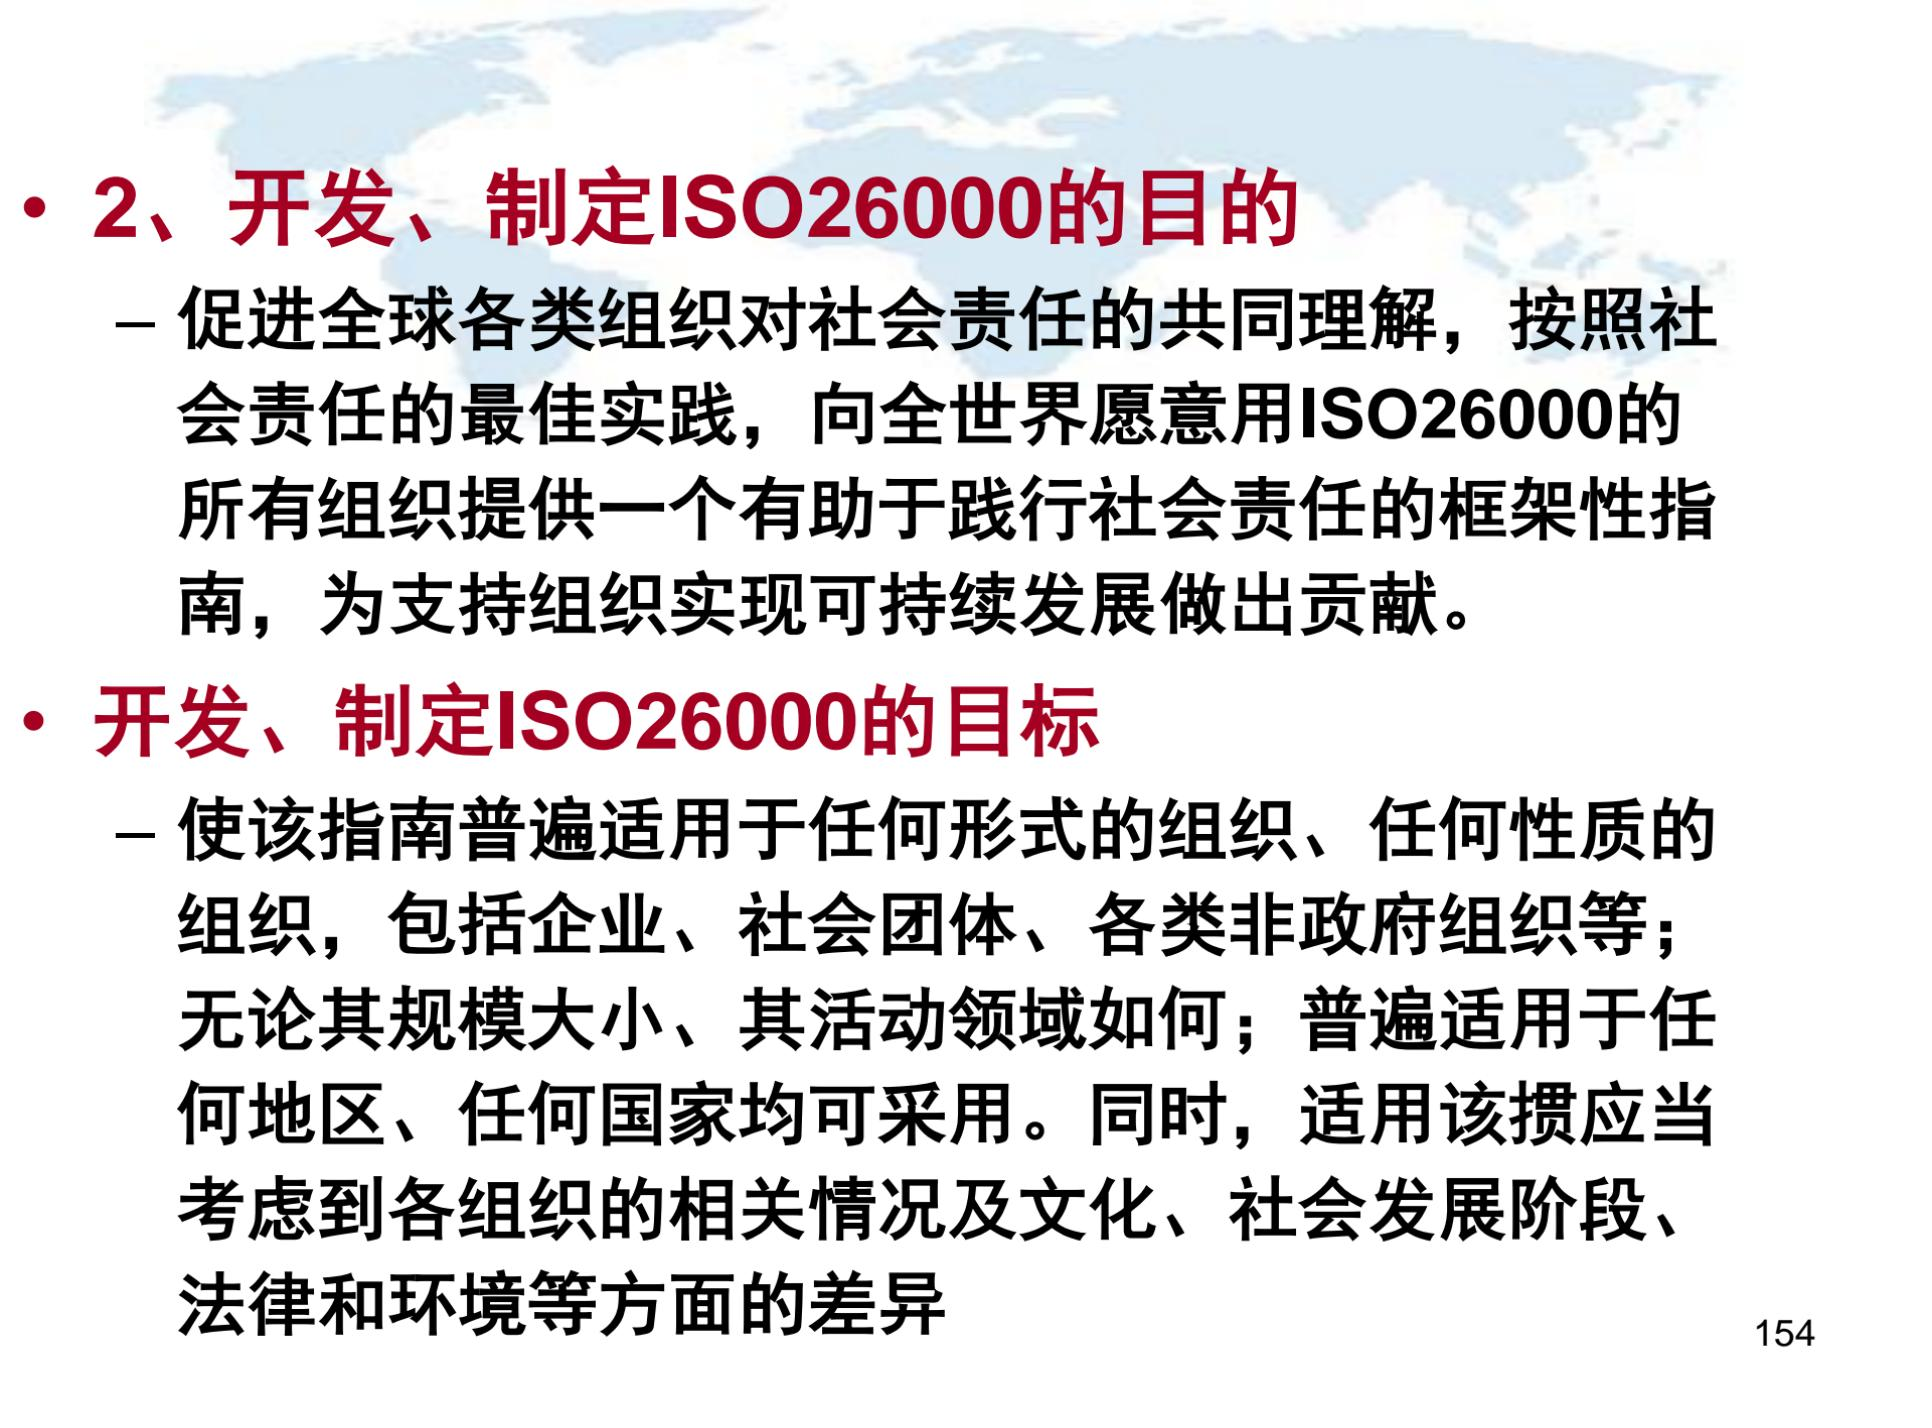 • 2、开发、制定ISO26000的目的
– 促进全球各类组织对社会责任的共同理解，按照社
会责任的最佳实践，向全世界愿意用ISO26000的
所有组织提供一个有助于践行社会责任的框架性指
南，为支持组织实现可持续发展做出贡献。
• 开发、制定ISO26000的目标
– 使该指南普遍适用于任何形式的组织、任何性质的
组织，包括企业、社会团体、各类非政府组织等；
无论其规模大小、其活动领域如何；普遍适用于任
何地区、任何国家均可采用。同时，适用该掼应当
考虑到各组织的相关情况及文化、社会发展阶段、
法律和环境等方面的差异
154